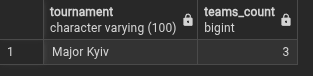 tournament teams_count
character varying (100) bigint
1 Major Kyiv 3